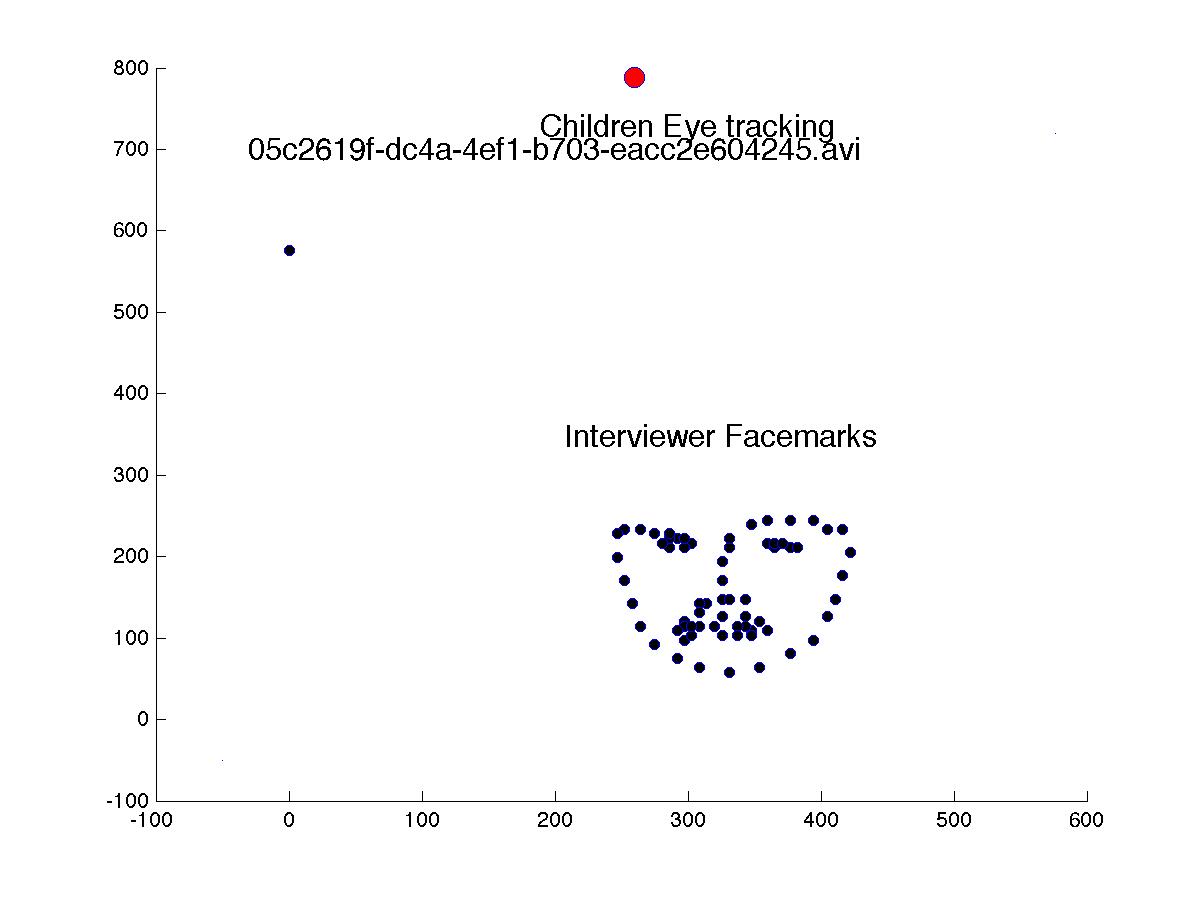 800
Children Eye tracking
700
05c2619f-dc4a-4ef1-b703-eacc2e604245.avi
600
500
400
Interviewer Facemarks
300
200
100
0
-100
-100 0 100 200 300 400 500 600